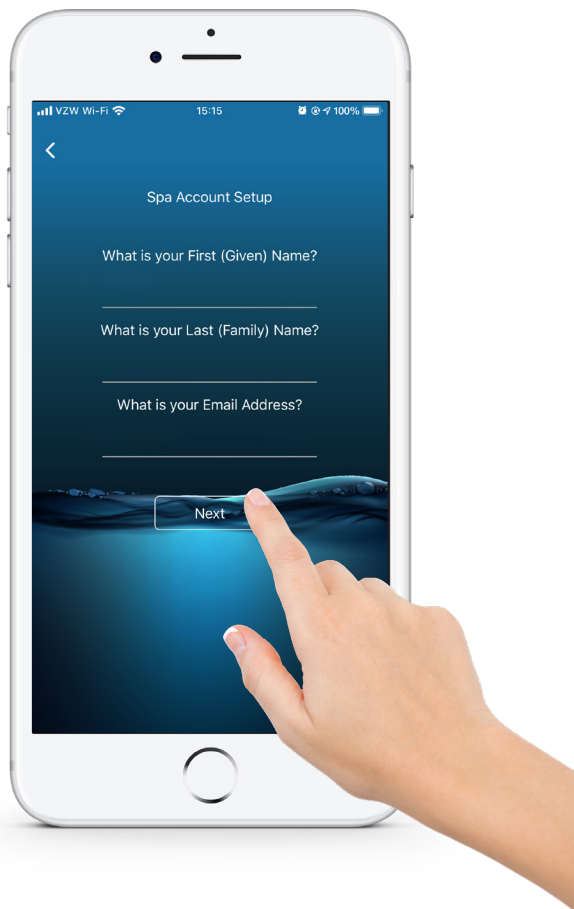 VZW Wi-Fi 15:15 100%
Spa Account Setup
What is your First (Given) Name?
What is your Last (Family) Name?
What is your Email Address?
Next